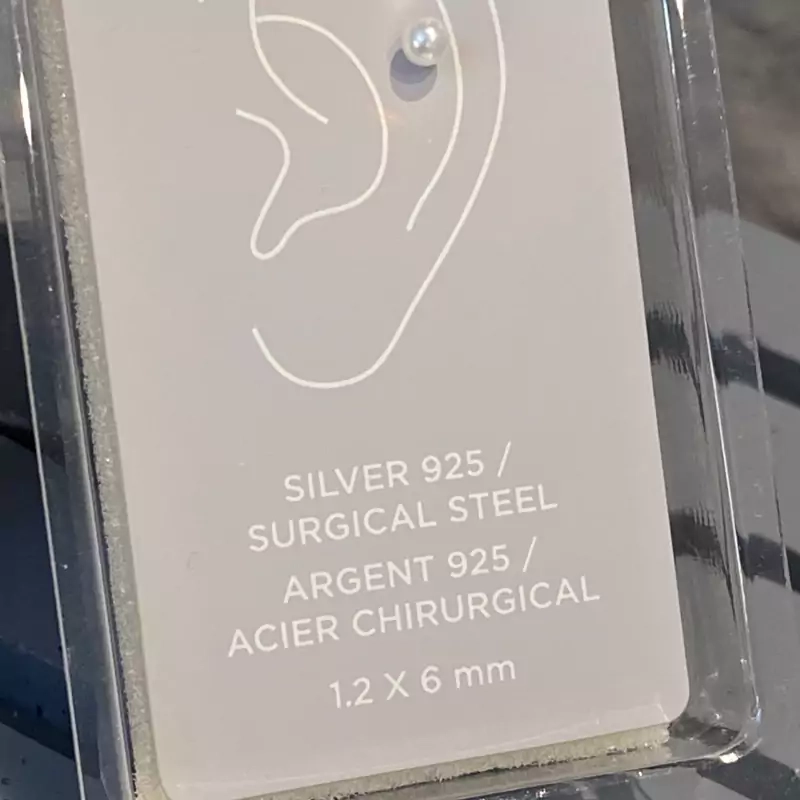 SILVER 925 /
SURGICAL STEEL
ARGENT 925 /
ACIER CHIRURGICAL
1.2 X 6 mm